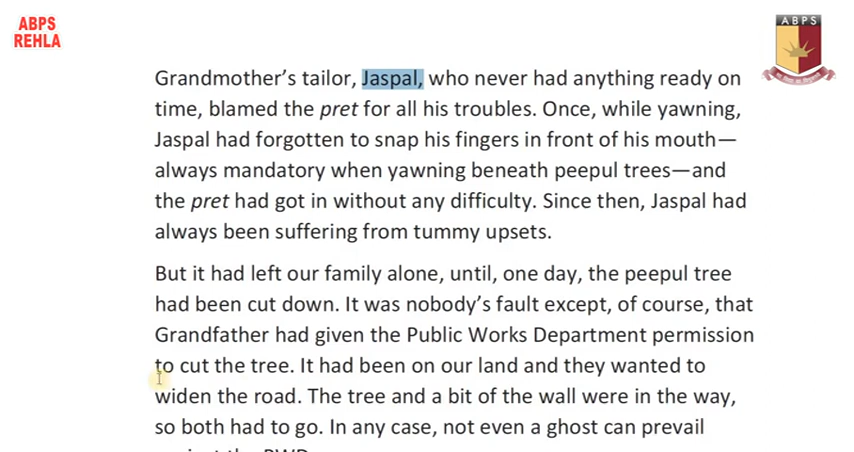 ABPS
REHLA
ABPS
Grandmother’s tailor, Jaspal, who never had anything ready on
time, blamed the pret for all his troubles. Once, while yawning,
Jaspal had forgotten to snap his fingers in front of his mouth—
always mandatory when yawning beneath peepul trees—and
the pret had got in without any difficulty. Since then, Jaspal had
always been suffering from tummy upsets.
But it had left our family alone, until, one day, the peepul tree
had been cut down. It was nobody’s fault except, of course, that
Grandfather had given the Public Works Department permission
to cut the tree. It had been on our land and they wanted to
widen the road. The tree and a bit of the wall were in the way,
so both had to go. In any case, not even a ghost can prevail